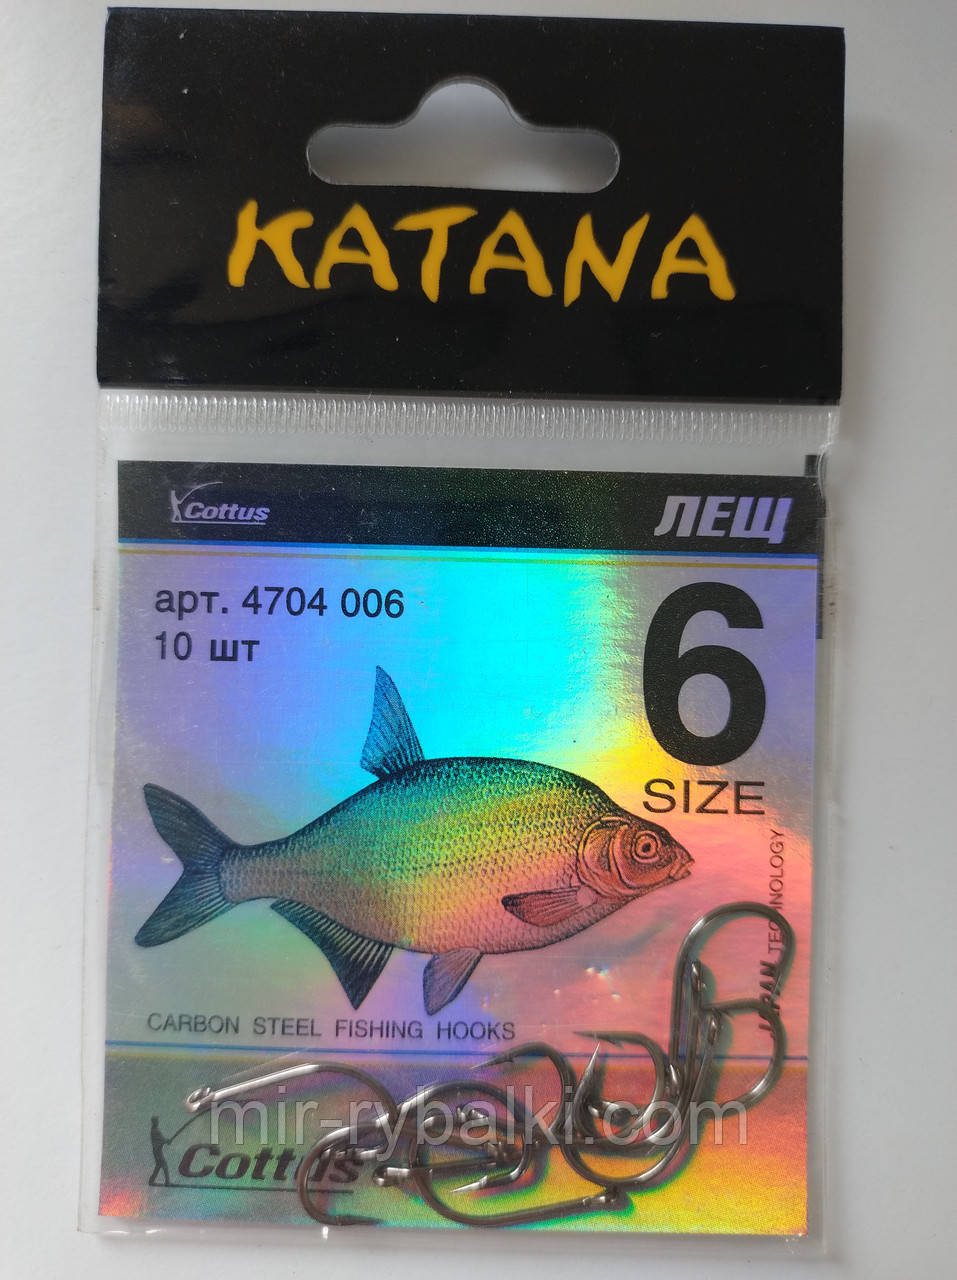 KATANA
Cottus
ЛЕЩ
арт. 4704 006
10 шт
6
SIZE
JAPAN TECHNOLOGY
CARBON STEEL FISHING HOOKS
mir-rybalki.com
Cottus